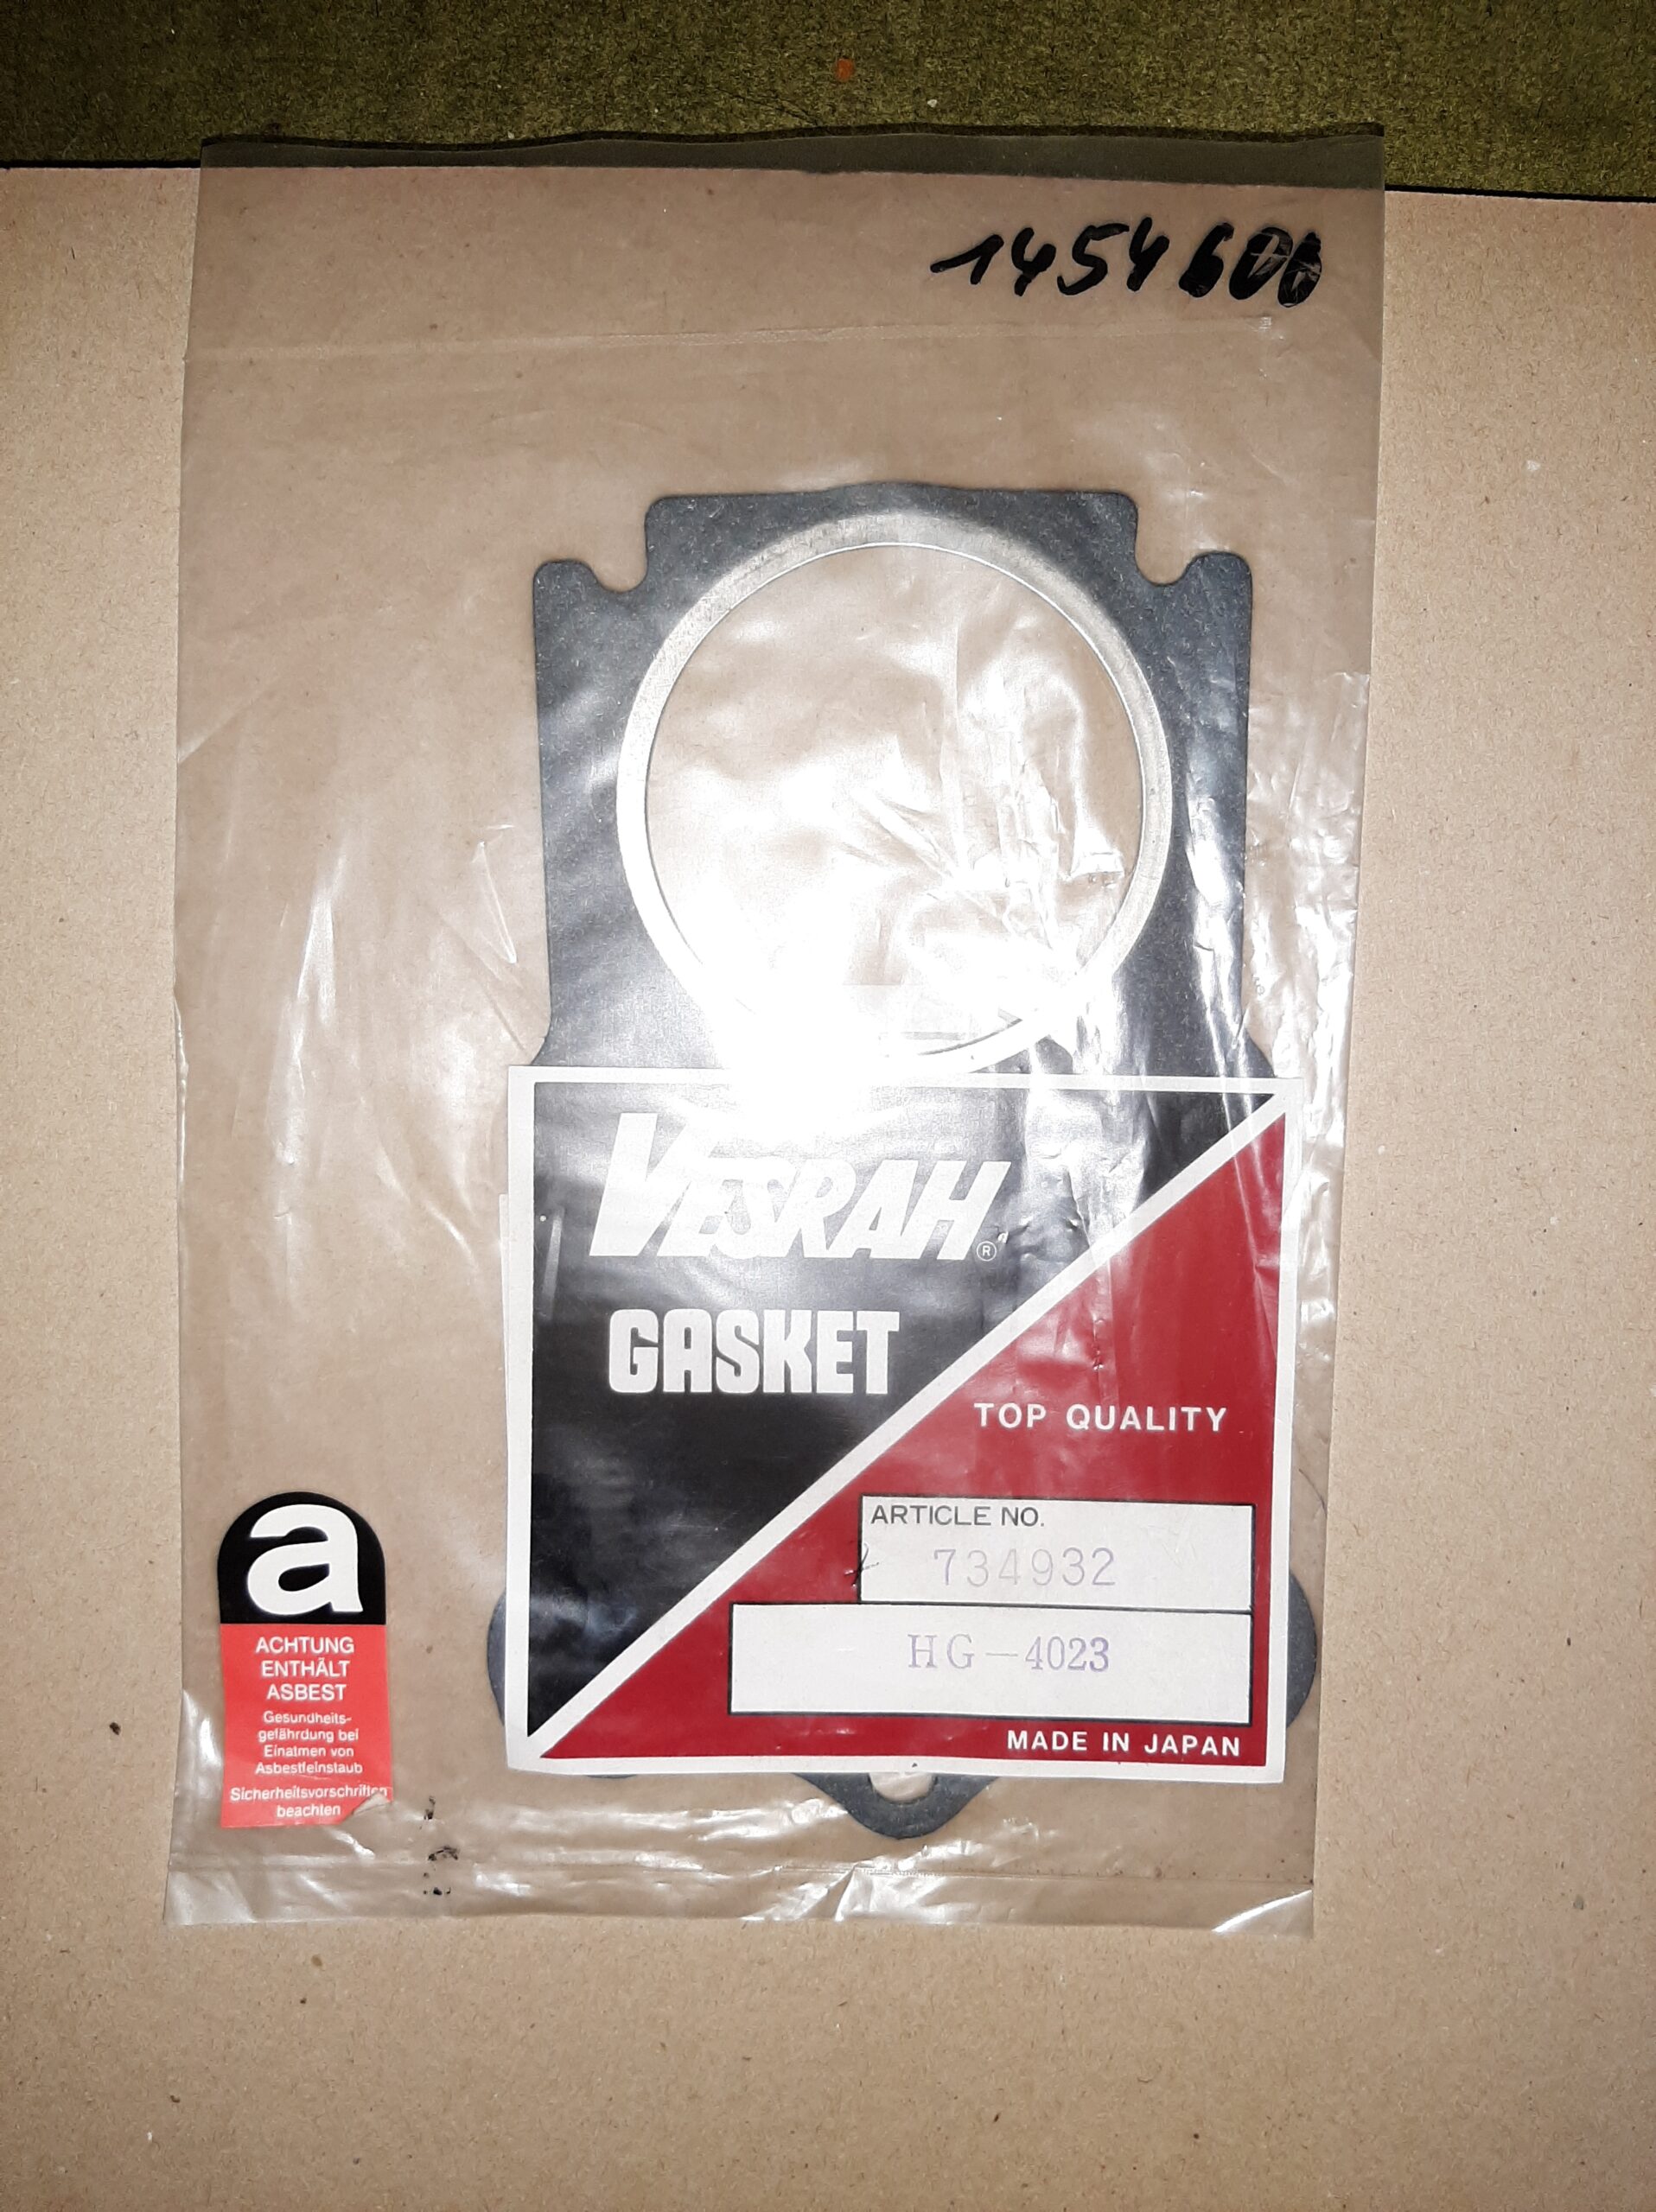 1454600
VESRAH®
GASKET
TOP QUALITY
ARTICLE NO.
734932
HG-4023
MADE IN JAPAN
a
ACHTUNG
ENTHÄLT
ASBEST
Gesundheits-
gefährdung bei
Einatmen von
Asbestfeinstaub
Sicherheitsvorschriften
beachten